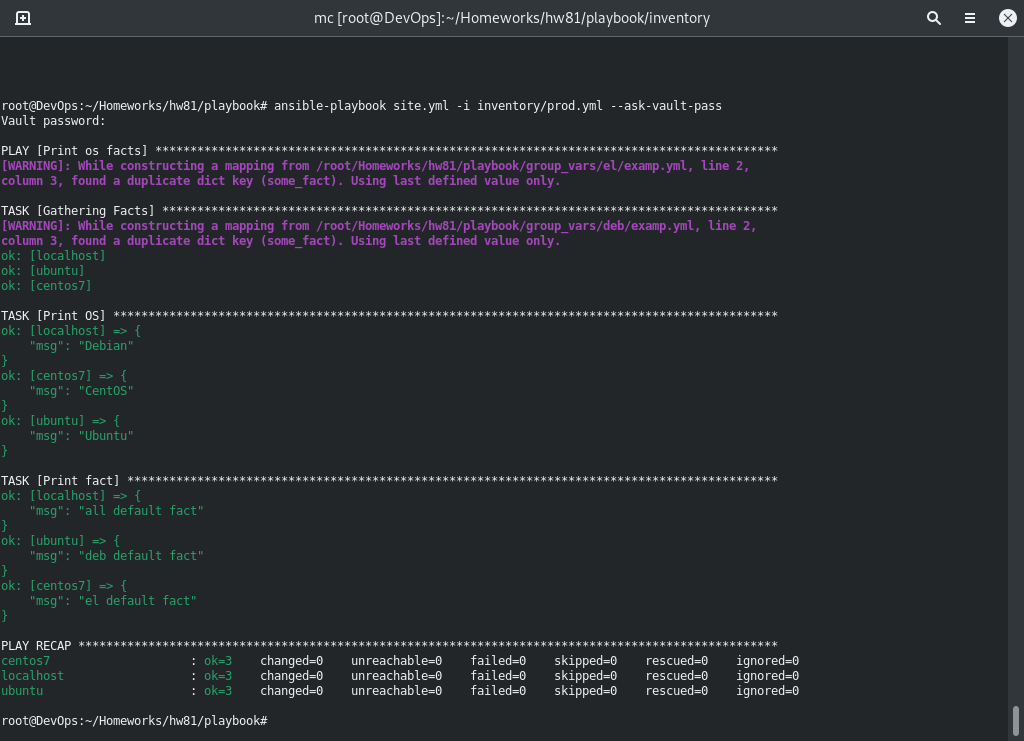 mc [root@DevOps]:~/Homeworks/hw81/playbook/inventory
root@DevOps:~/Homeworks/hw81/playbook# ansible-playbook site.yml -i inventory/prod.yml --ask-vault-pass
Vault password:
PLAY [Print os facts] *****************************************************************************************
[WARNING]: While constructing a mapping from /root/Homeworks/hw81/playbook/group_vars/el/examp.yml, line 2,
column 3, found a duplicate dict key (some_fact). Using last defined value only.
TASK [Gathering Facts] ****************************************************************************************
[WARNING]: While constructing a mapping from /root/Homeworks/hw81/playbook/group_vars/deb/examp.yml, line 2,
column 3, found a duplicate dict key (some_fact). Using last defined value only.
ok: [localhost]
ok: [ubuntu]
ok: [centos7]
TASK [Print OS] ***********************************************************************************************
ok: [localhost] => {
    "msg": "Debian"
}
ok: [centos7] => {
    "msg": "CentOS"
}
ok: [ubuntu] => {
    "msg": "Ubuntu"
}
TASK [Print fact] *********************************************************************************************
ok: [localhost] => {
    "msg": "all default fact"
}
ok: [ubuntu] => {
    "msg": "deb default fact"
}
ok: [centos7] => {
    "msg": "el default fact"
}
PLAY RECAP ****************************************************************************************************
centos7                    : ok=3    changed=0    unreachable=0    failed=0    skipped=0    rescued=0    ignored=0
localhost                  : ok=3    changed=0    unreachable=0    failed=0    skipped=0    rescued=0    ignored=0
ubuntu                     : ok=3    changed=0    unreachable=0    failed=0    skipped=0    rescued=0    ignored=0
root@DevOps:~/Homeworks/hw81/playbook#